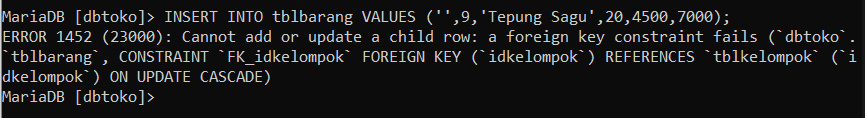 MariaDB [dbtoko]> INSERT INTO tblbarang VALUES ('',9,'Tepung Sagu',20,4500,7000);
ERROR 1452 (23000): Cannot add or update a child row: a foreign key constraint fails (`dbtoko`.
`tblbarang`, CONSTRAINT `FK_idkelompok` FOREIGN KEY (`idkelompok`) REFERENCES `tblkelompok` (`i
dkelompok`) ON UPDATE CASCADE)
MariaDB [dbtoko]>